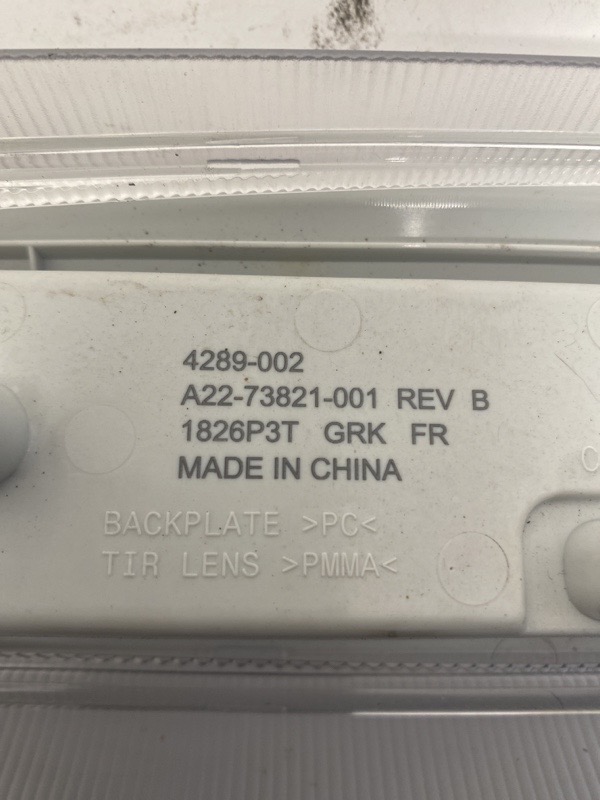 4289-002
A22-73821-001 REV B
1826P3T GRK FR
MADE IN CHINA
BACKPLATE >PC<
TIR LENS >PMMA<